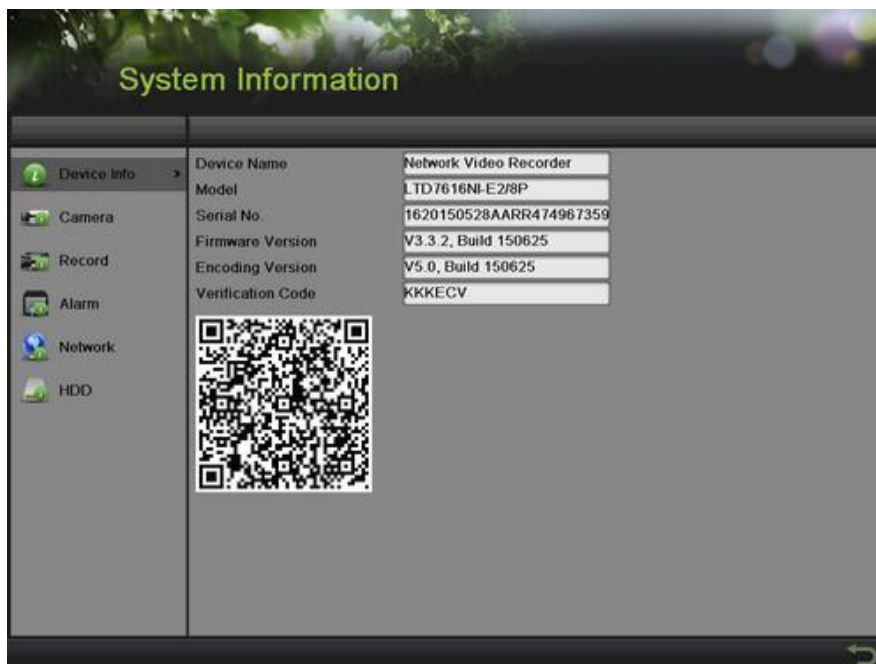 System Information
Device Info
Camera
Record
Alarm
Network
HDD
Device Name Network Video Recorder
Model LTD7616NI-E2/8P
Serial No. 1620150528AARR474967359
Firmware Version V3.3.2, Build 150625
Encoding Version V5.0, Build 150625
Verification Code KKKECV